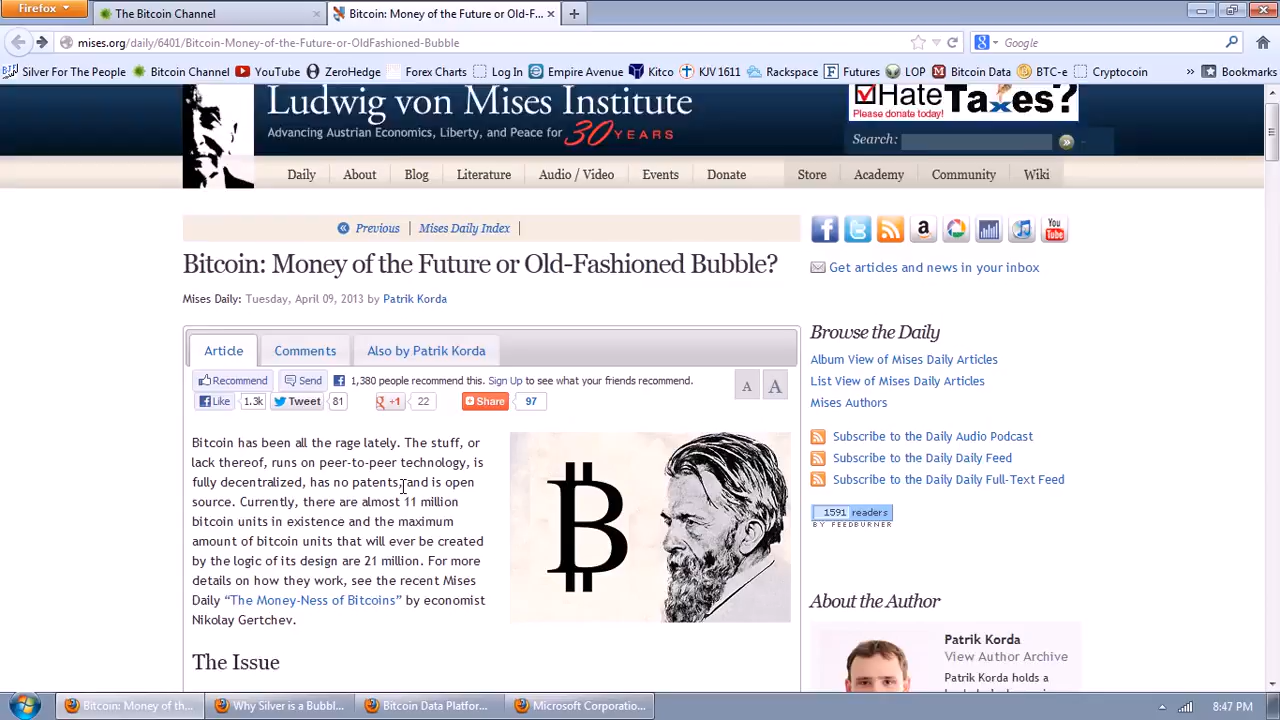 Firefox
The Bitcoin Channel
Bitcoin: Money of the Future or Old-F...
mises.org/daily/6401/Bitcoin-Money-of-the-Future-or-OldFashioned-Bubble
Google
Silver For The People
Bitcoin Channel
YouTube
ZeroHedge
Forex Charts
Log In
Empire Avenue
Kitco
KJV 1611
Rackspace
Futures
LOP
Bitcoin Data
BTC-e
Cryptocoin
»
Bookmarks
Ludwig von Mises Institute
Advancing Austrian Economics, Liberty, and Peace for 30 YEARS
Hate Taxes?
Please donate today!
Search:
Daily
About
Blog
Literature
Audio / Video
Events
Donate
Store
Academy
Community
Wiki
Previous | Mises Daily Index |
Bitcoin: Money of the Future or Old-Fashioned Bubble?
Mises Daily: Tuesday, April 09, 2013 by Patrik Korda
Article
Comments
Also by Patrik Korda
Recommend
Send
1,380 people recommend this. Sign Up to see what your friends recommend.
A
A
Like
1.3k
Tweet
81
+1
22
Share
97
Bitcoin has been all the rage lately. The stuff, or
lack thereof, runs on peer-to-peer technology, is
fully decentralized, has no patents, and is open
source. Currently, there are almost 11 million
bitcoin units in existence and the maximum
amount of bitcoin units that will ever be created
by the logic of its design are 21 million. For more
details on how they work, see the recent Mises
Daily “The Money-Ness of Bitcoins” by economist
Nikolay Gertchev.
The Issue
You Tube
Get articles and news in your inbox
Browse the Daily
Album View of Mises Daily Articles
List View of Mises Daily Articles
Mises Authors
Subscribe to the Daily Audio Podcast
Subscribe to the Daily Daily Feed
Subscribe to the Daily Daily Full-Text Feed
1591 readers
BY FEEDBURNER
About the Author
Patrik Korda
View Author Archive
Patrik Korda holds a
Bitcoin: Money of th...
Why Silver is a Bubbl...
Bitcoin Data Platfor...
Microsoft Corporatio...
8:47 PM